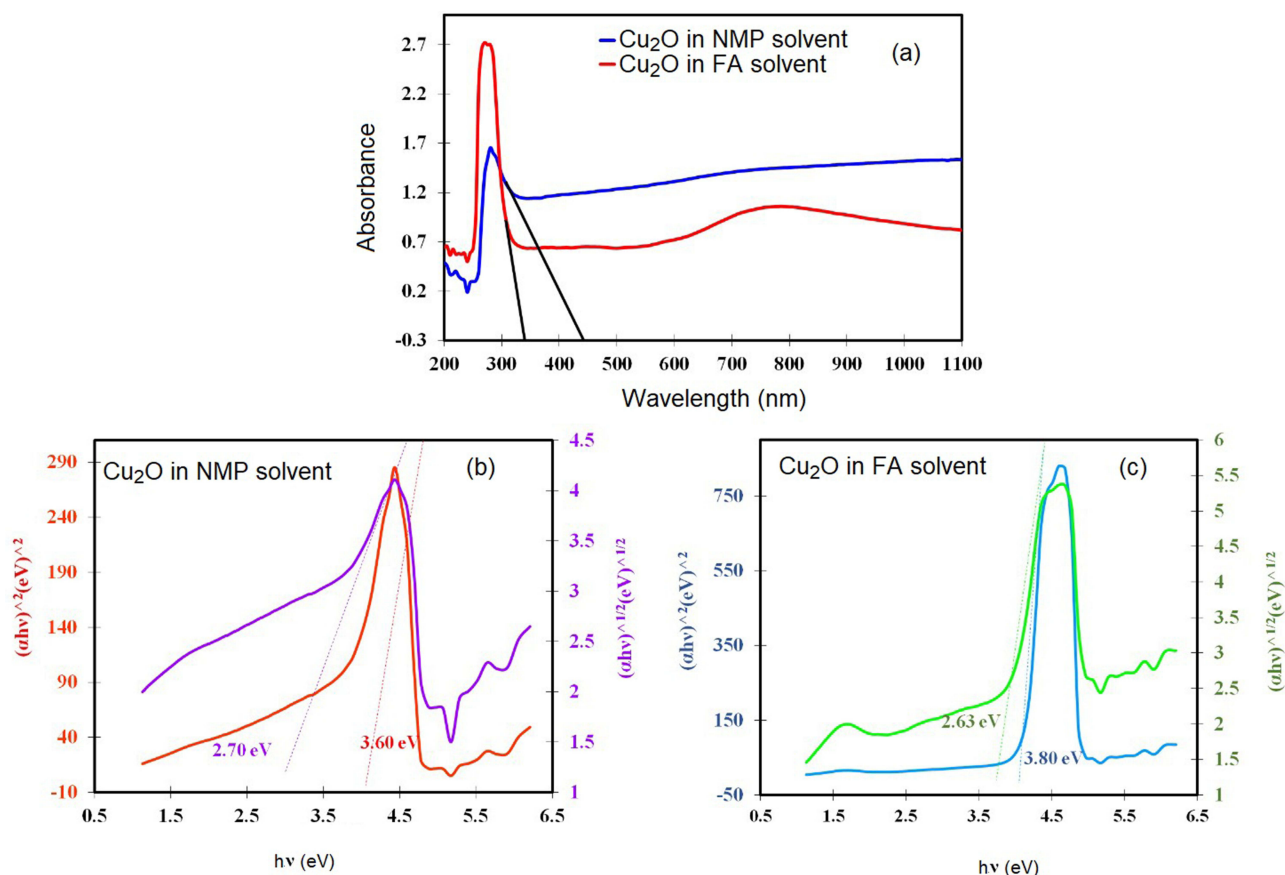 Cu₂O in NMP solvent
Cu₂O in FA solvent
(a)
2.7
2.2
1.7
1.2
0.7
0.2
-0.3
Absorbance
200 300 400 500 600 700 800 900 1000 1100
Wavelength (nm)
Cu₂O in NMP solvent
(b)
290
240
190
140
90
40
-10
(αhν)^²(eV)^²
4.5
4
3.5
3
2.5
2
1.5
1
(αhν)^1/2(eV)^1/2
2.70 eV
3.60 eV
0.5 1.5 2.5 3.5 4.5 5.5 6.5
hν (eV)
Cu₂O in FA solvent
(c)
750
550
350
150
-50
(αhν)^²(eV)^²
6
5.5
5
4.5
4
3.5
3
2.5
2
1.5
1
(αhν)^1/2(eV)^1/2
2.63 eV
3.80 eV
0.5 1.5 2.5 3.5 4.5 5.5 6.5
hν (eV)